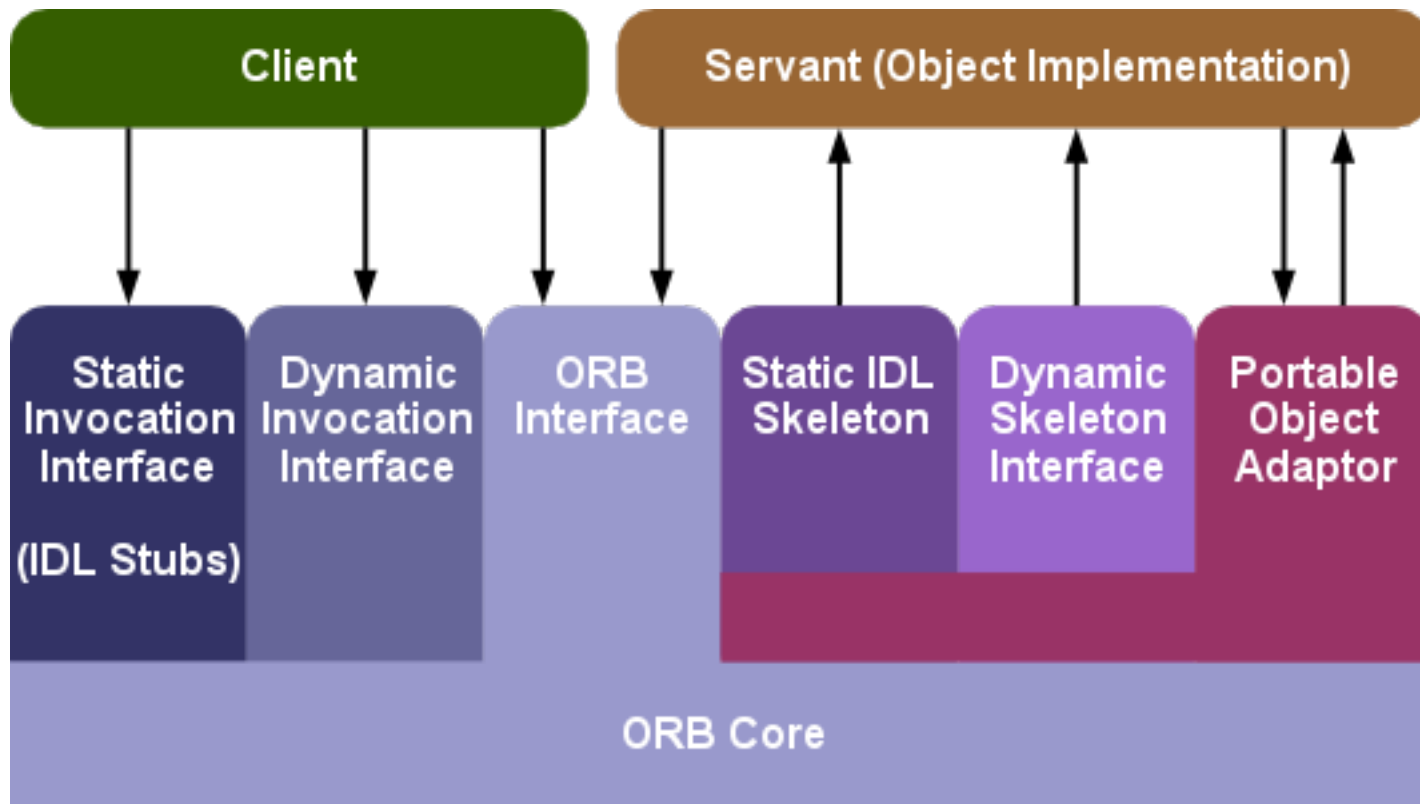 Client
Servant (Object Implementation)
Static
Invocation
Interface
(IDL Stubs)
Dynamic
Invocation
Interface
ORB
Interface
Static IDL
Skeleton
Dynamic
Skeleton
Interface
Portable
Object
Adaptor
ORB Core